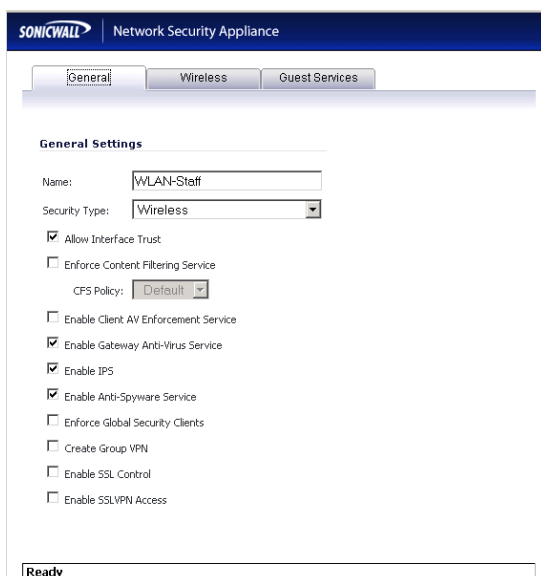 SONICWALL Network Security Appliance
General Wireless Guest Services
General Settings
Name: WLAN-Staff
Security Type: Wireless
Allow Interface Trust
Enforce Content Filtering Service
CFS Policy: Default
Enable Client AV Enforcement Service
Enable Gateway Anti-Virus Service
Enable IPS
Enable Anti-Spyware Service
Enforce Global Security Clients
Create Group VPN
Enable SSL Control
Enable SSLVPN Access
Ready